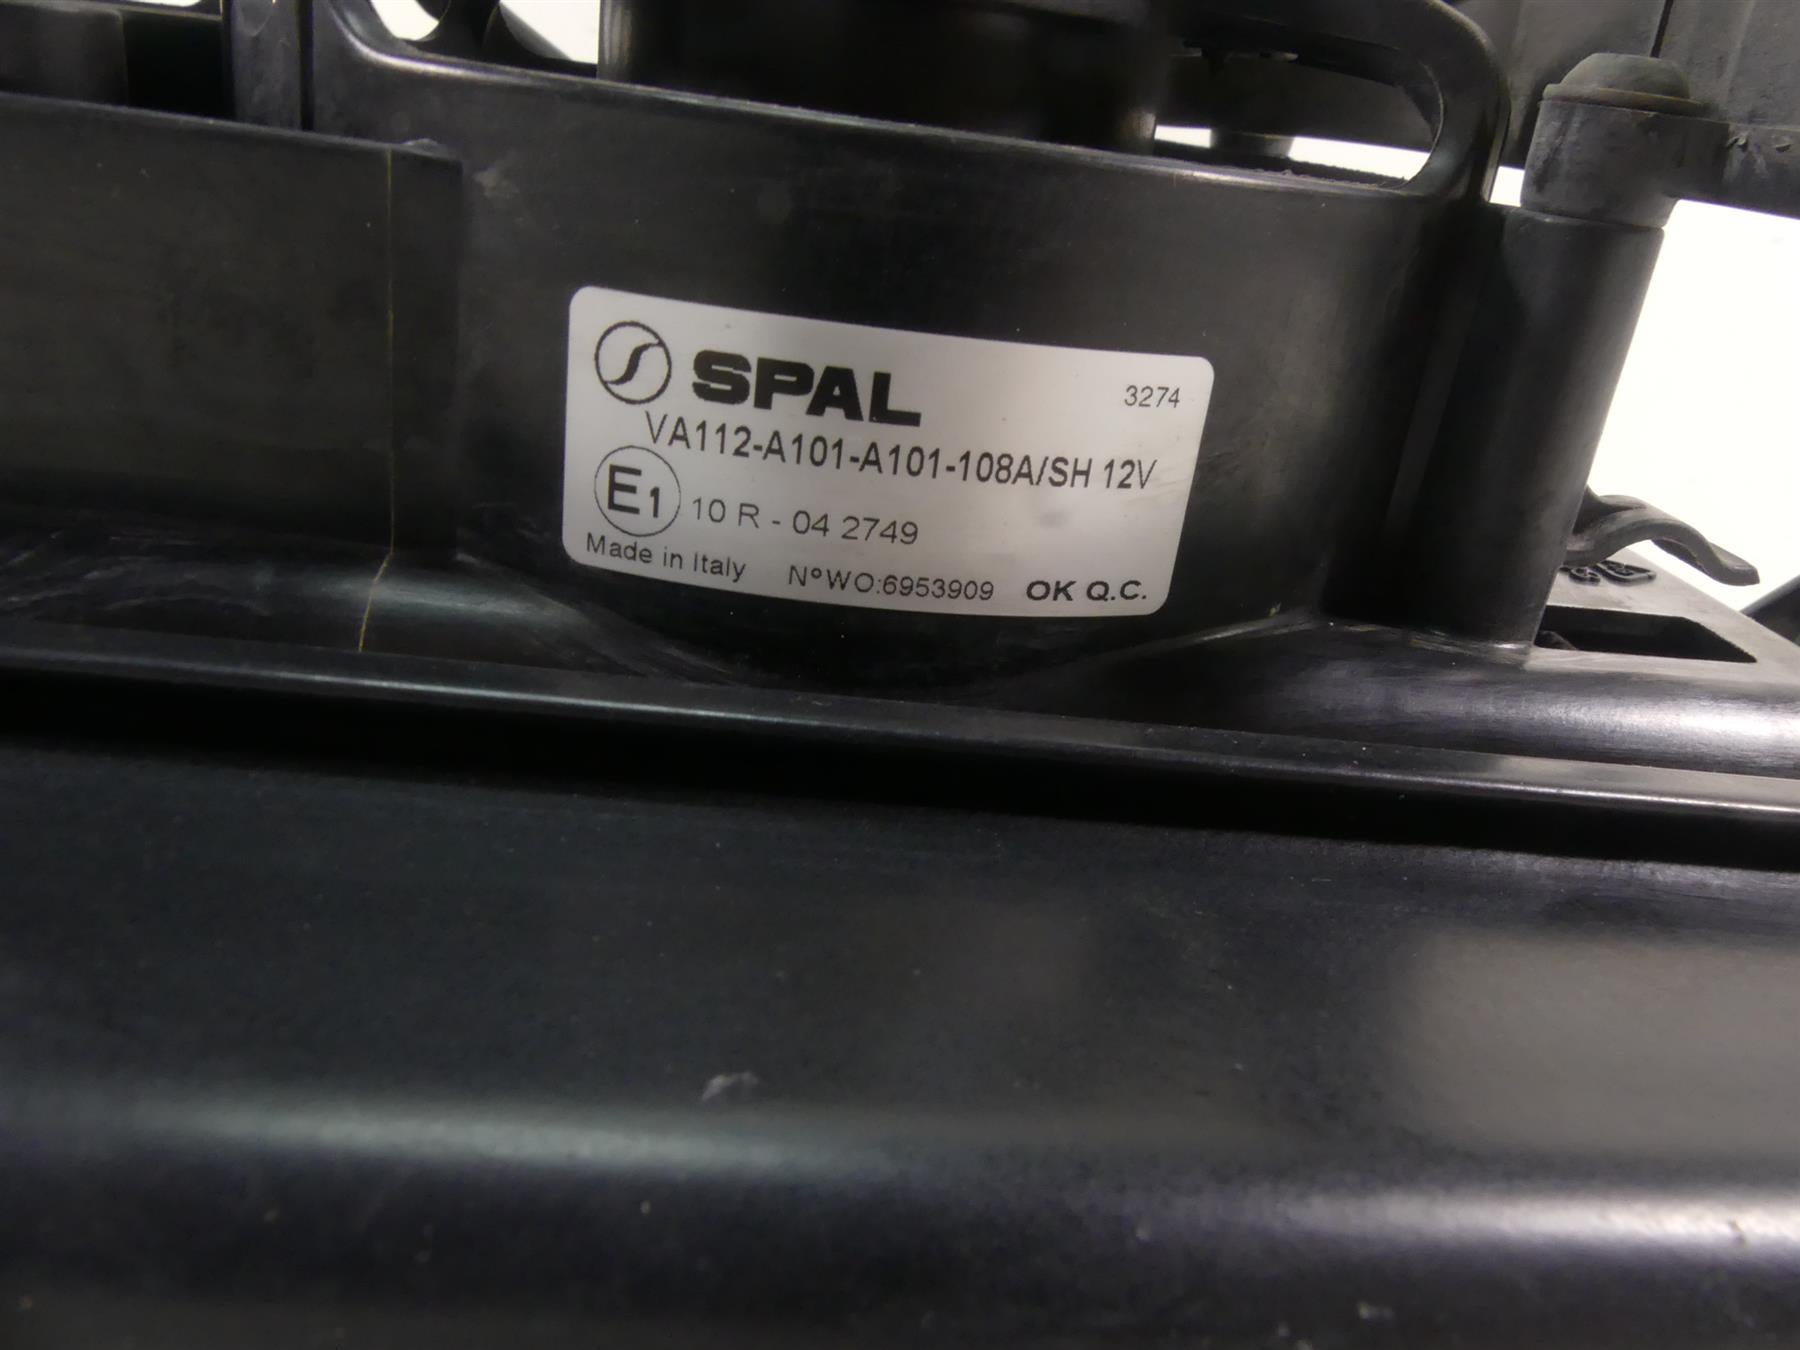 SPAL 3274
VA112-A101-A101-108A/SH 12V
E1 10 R - 04 2749
Made in Italy N°WO:6953909 OK Q.C.